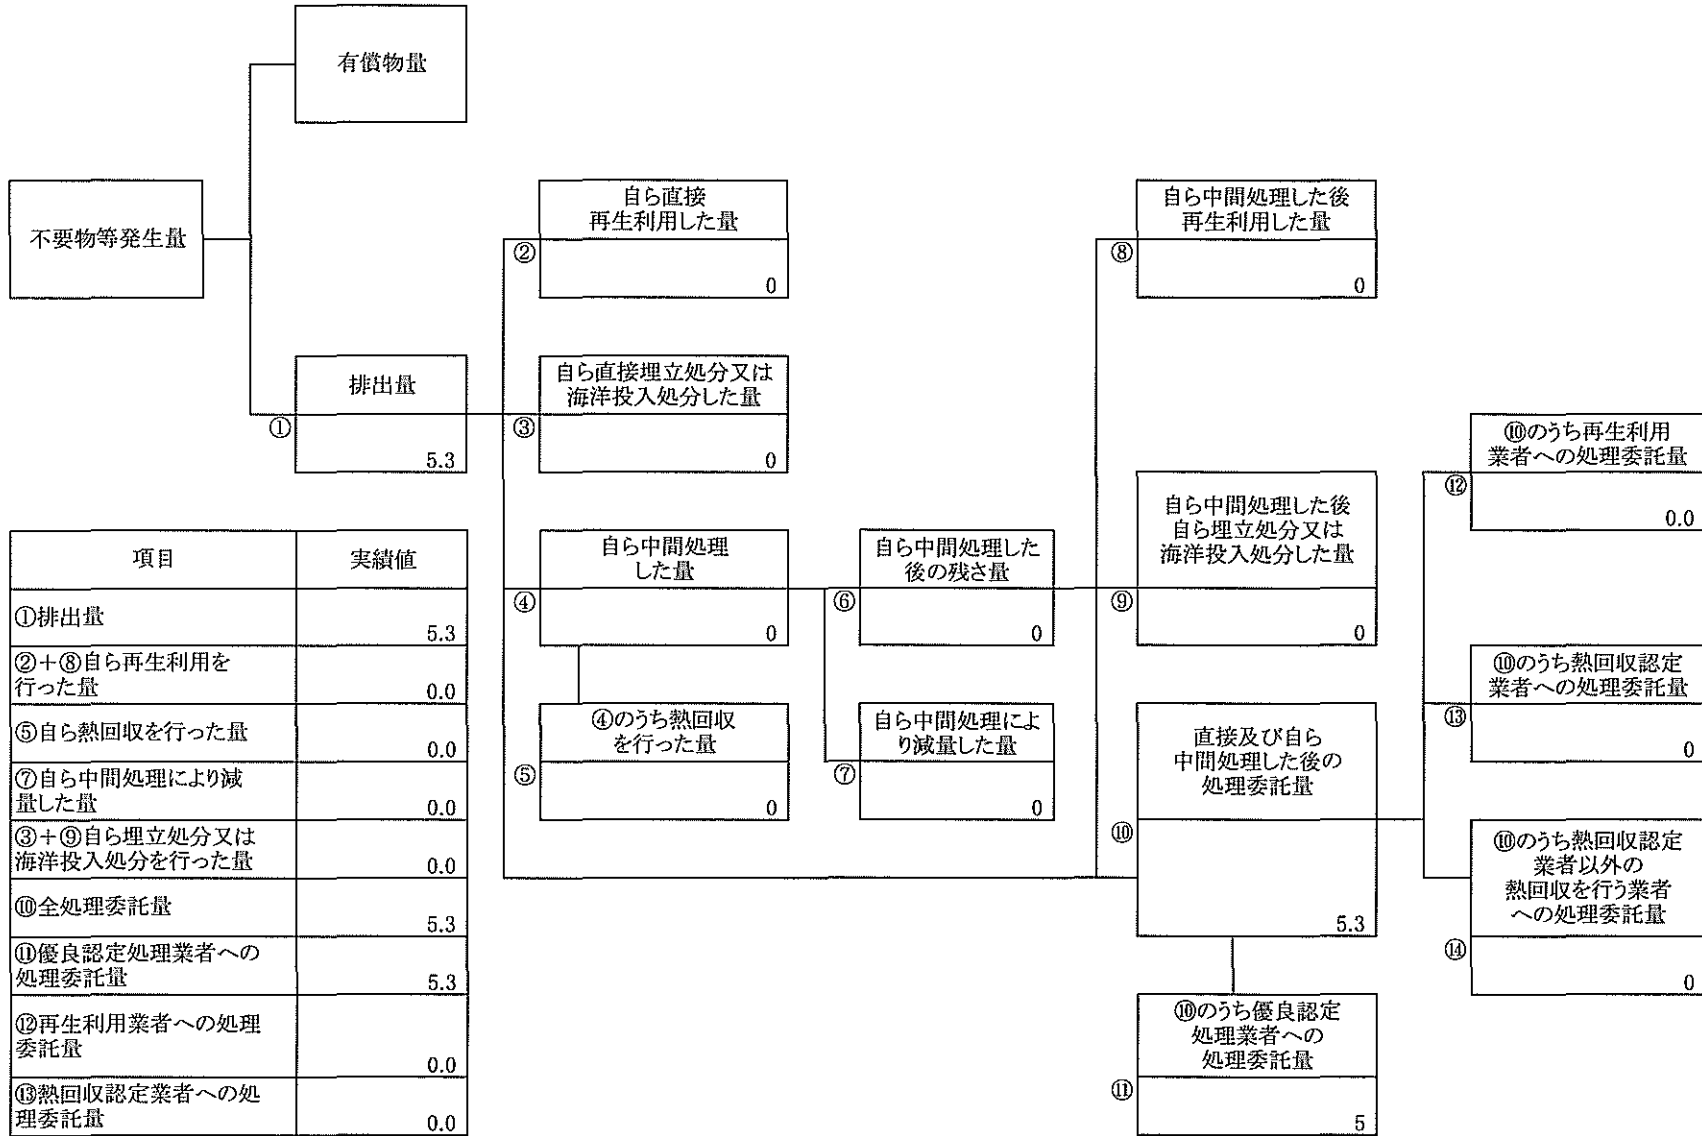 有償物量
不要物等発生量
排出量
①
5.3
自ら直接
再生利用した量
②
0
自ら直接埋立処分又は
海洋投入処分した量
③
0
自ら中間処理
した量
④
0
④のうち熱回収
を行った量
⑤
0
自ら中間処理した
後の残さ量
⑥
0
自ら中間処理によ
り減量した量
⑦
0
自ら中間処理した後
再生利用した量
⑧
0
自ら中間処理した後
自ら埋立処分又は
海洋投入処分した量
⑨
0
直接及び自ら
中間処理した後の
処理委託量
⑩
5.3
⑩のうち優良認定
処理業者への
処理委託量
⑪
5
⑩のうち再生利用
業者への処理委託量
⑫
0.0
⑩のうち熱回収認定
業者への処理委託量
⑬
0
⑩のうち熱回収認定
業者以外の
熱回収を行う業者
への処理委託量
⑭
0
項目 実績値
①排出量
5.3
②+⑧自ら再生利用を
行った量 0.0
⑤自ら熱回収を行った量
0.0
⑦自ら中間処理により減
量した量 0.0
③+⑨自ら埋立処分又は
海洋投入処分を行った量 0.0
⑩全処理委託量
5.3
⑪優良認定処理業者への
処理委託量 5.3
⑫再生利用業者への処理
委託量
0.0
⑬熱回収認定業者への処
理委託量 0.0